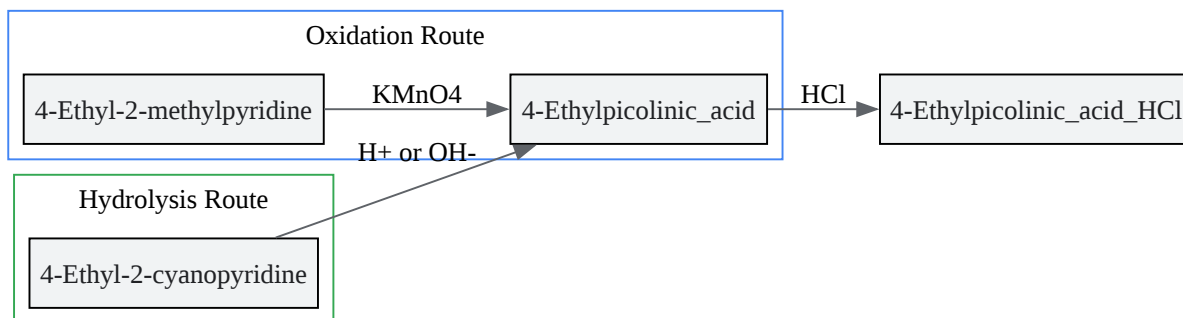 Oxidation Route
4-Ethyl-2-methylpyridine
KMnO4
4-Ethylpicolinic_acid
HCl
4-Ethylpicolinic_acid_HCl
H+ or OH-
Hydrolysis Route
4-Ethyl-2-cyanopyridine